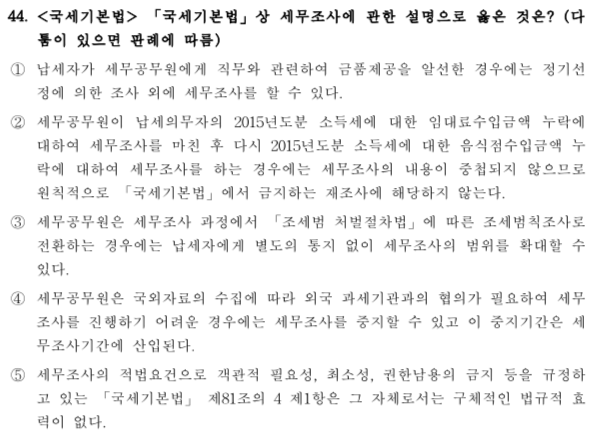 44. <국세기본법> 「국세기본법」상 세무조사에 관한 설명으로 옳은 것은? (다
툼이 있으면 판례에 따름)
① 납세자가 세무공무원에게 직무와 관련하여 금품제공을 알선한 경우에는 정기선
정에 의한 조사 외에 세무조사를 할 수 있다.
② 세무공무원이 납세의무자의 2015년도분 소득세에 대한 임대료수입금액 누락에
대하여 세무조사를 마친 후 다시 2015년도분 소득세에 대한 음식점수입금액 누
락에 대하여 세무조사를 하는 경우에는 세무조사의 내용이 중첩되지 않으므로
원칙적으로 「국세기본법」에서 금지하는 재조사에 해당하지 않는다.
③ 세무공무원은 세무조사 과정에서 「조세범 처벌절차법」에 따른 조세범칙조사로
전환하는 경우에는 납세자에게 별도의 통지 없이 세무조사의 범위를 확대할 수
있다.
④ 세무공무원은 국외자료의 수집에 따라 외국 과세기관과의 협의가 필요하여 세무
조사를 진행하기 어려운 경우에는 세무조사를 중지할 수 있고 이 중지기간은 세
무조사기간에 산입된다.
⑤ 세무조사의 적법요건으로 객관적 필요성, 최소성, 권한남용의 금지 등을 규정하
고 있는 「국세기본법」 제81조의 4 제1항은 그 자체로서는 구체적인 법규적 효
력이 없다.